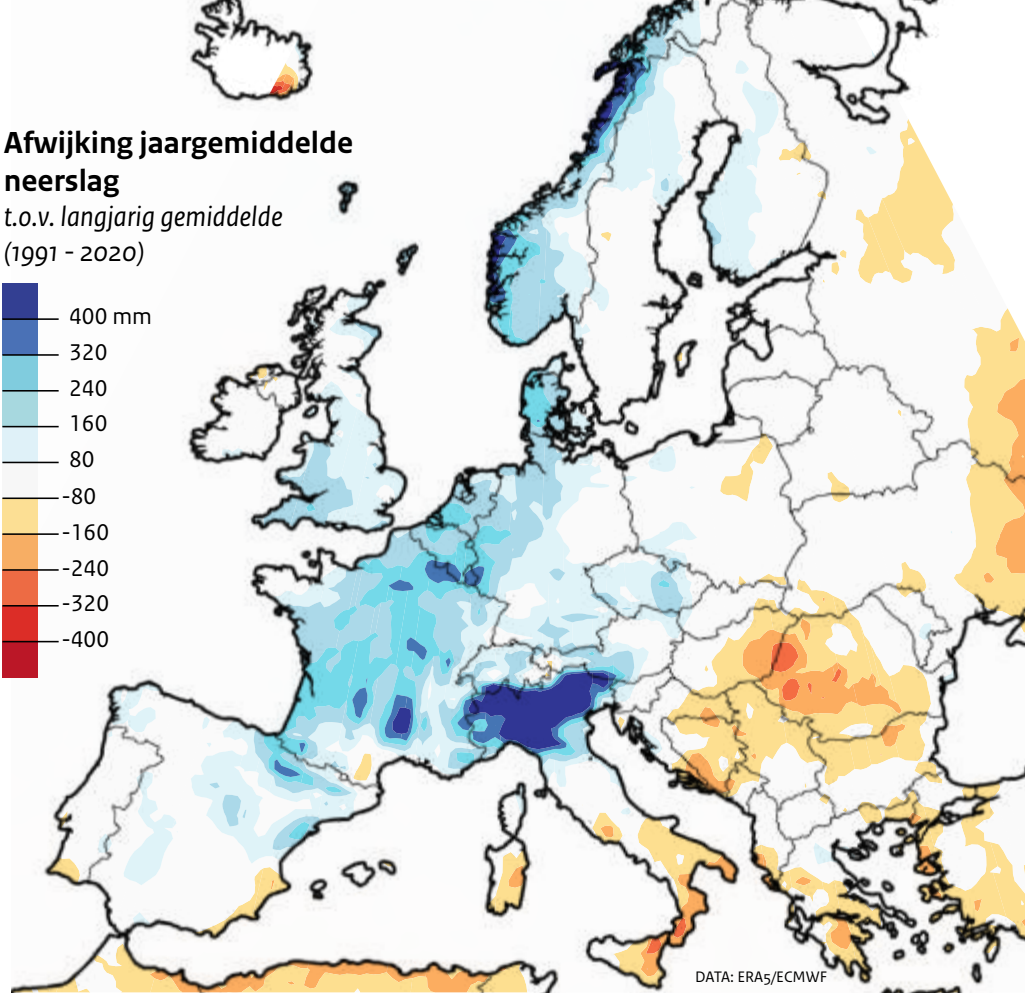 Afwijking jaargemiddelde
neerslag
t.o.v. langjarig gemiddelde
(1991 - 2020)
400 mm
320
240
160
80
-80
-160
-240
-320
-400
DATA: ERA5/ECMWF